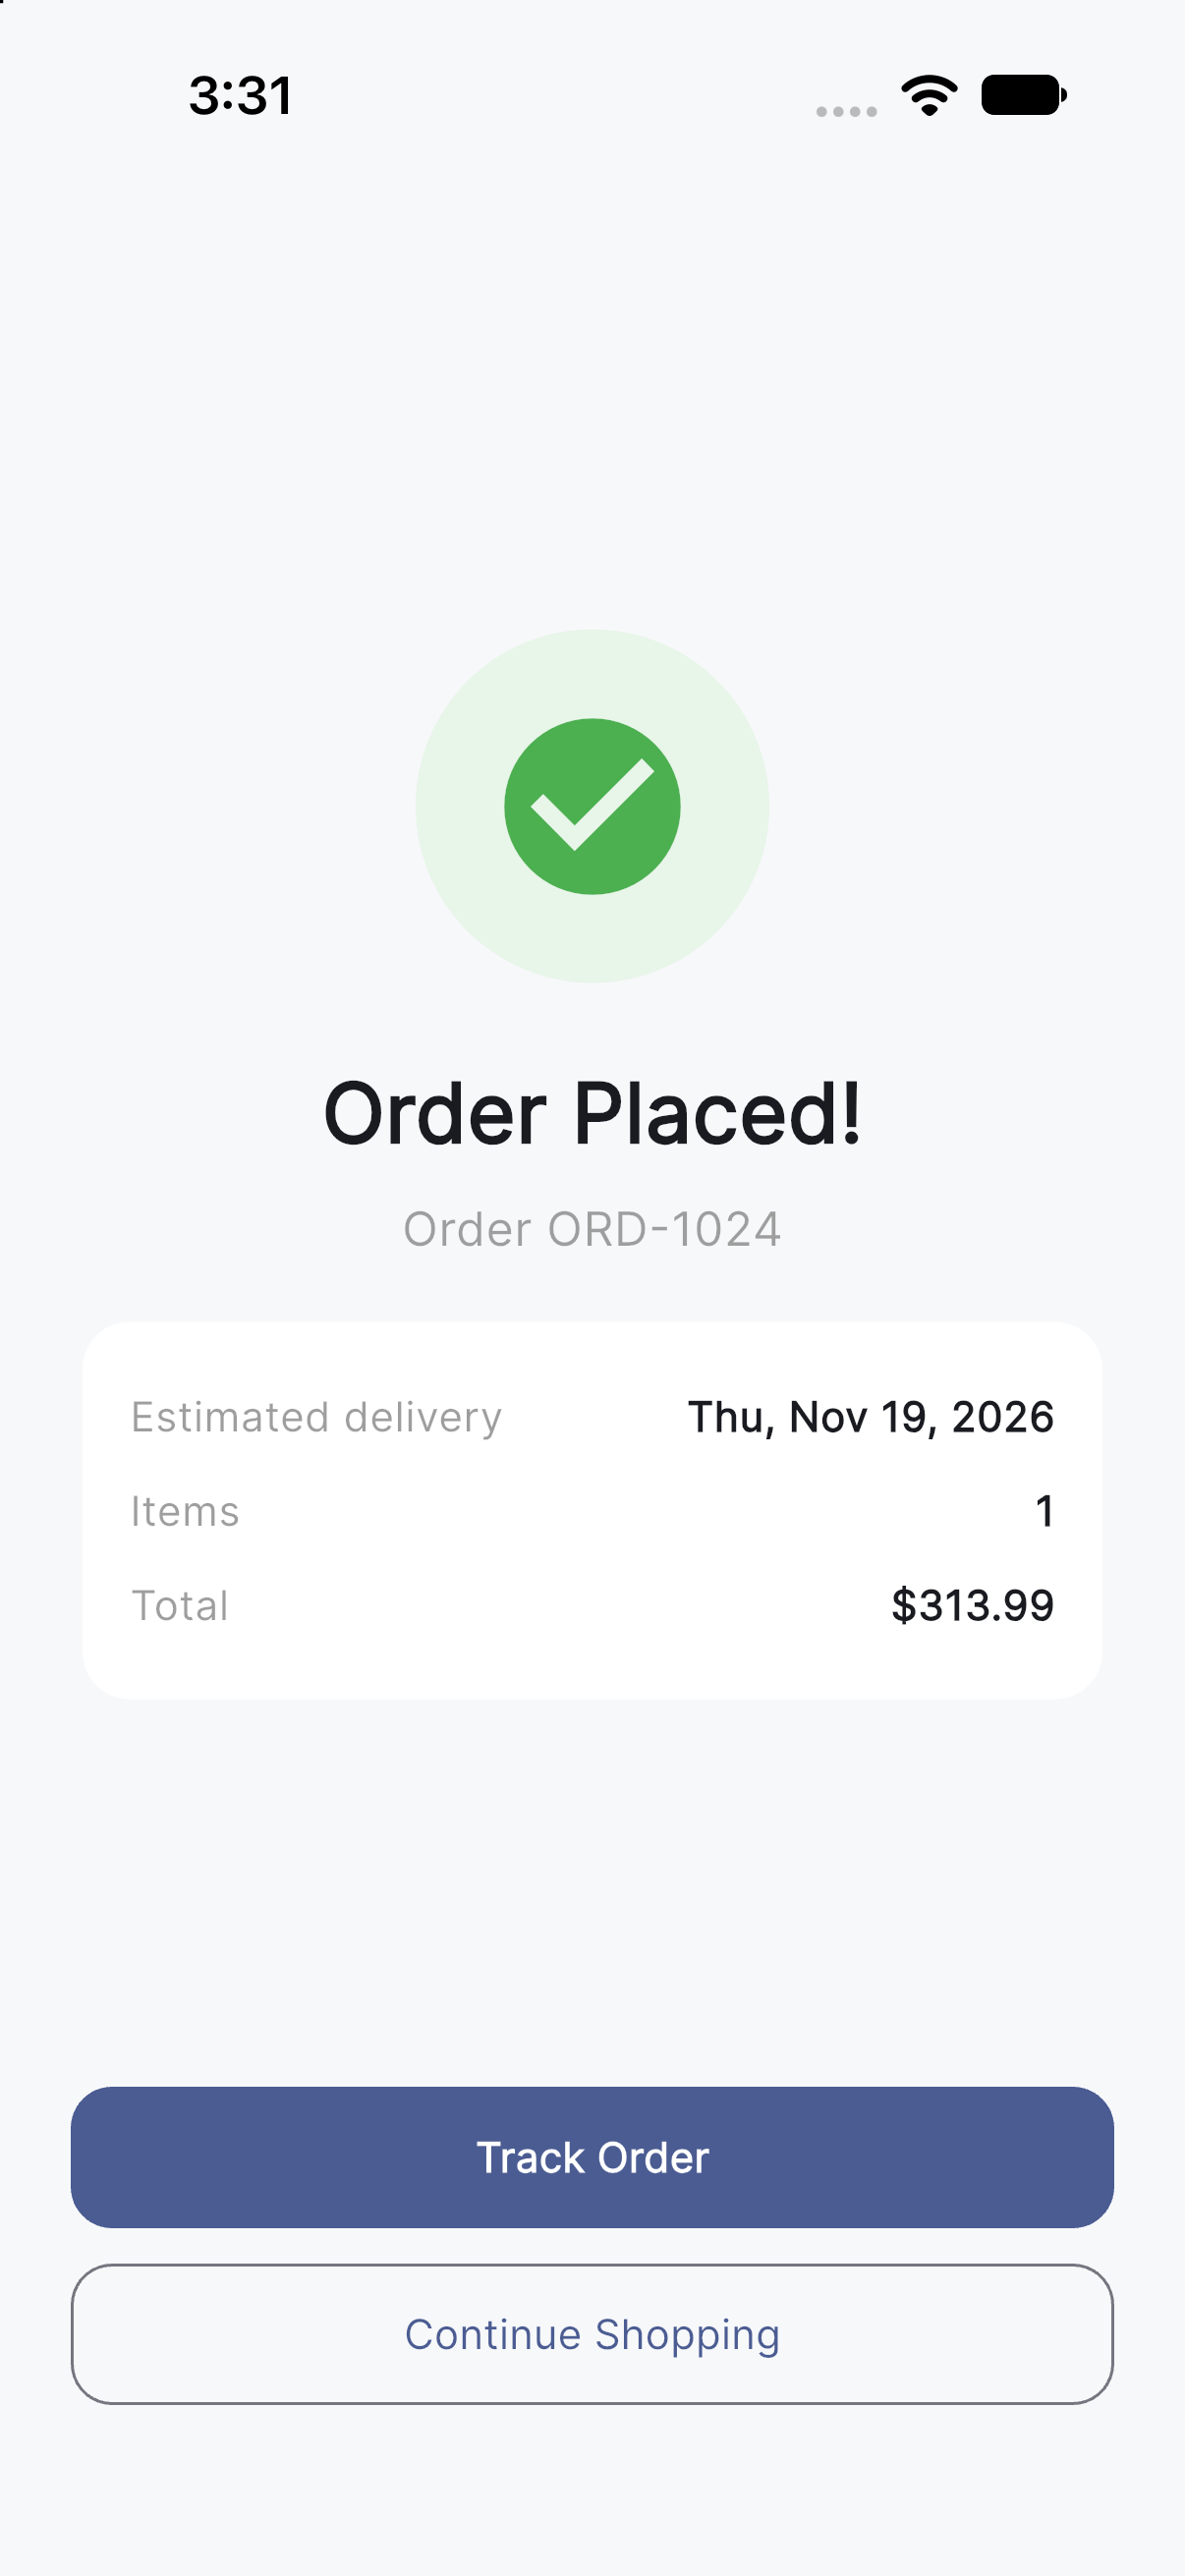 3:31
Order Placed!
Order ORD-1024
Estimated delivery Thu, Nov 19, 2026
Items 1
Total $313.99
Track Order
Continue Shopping